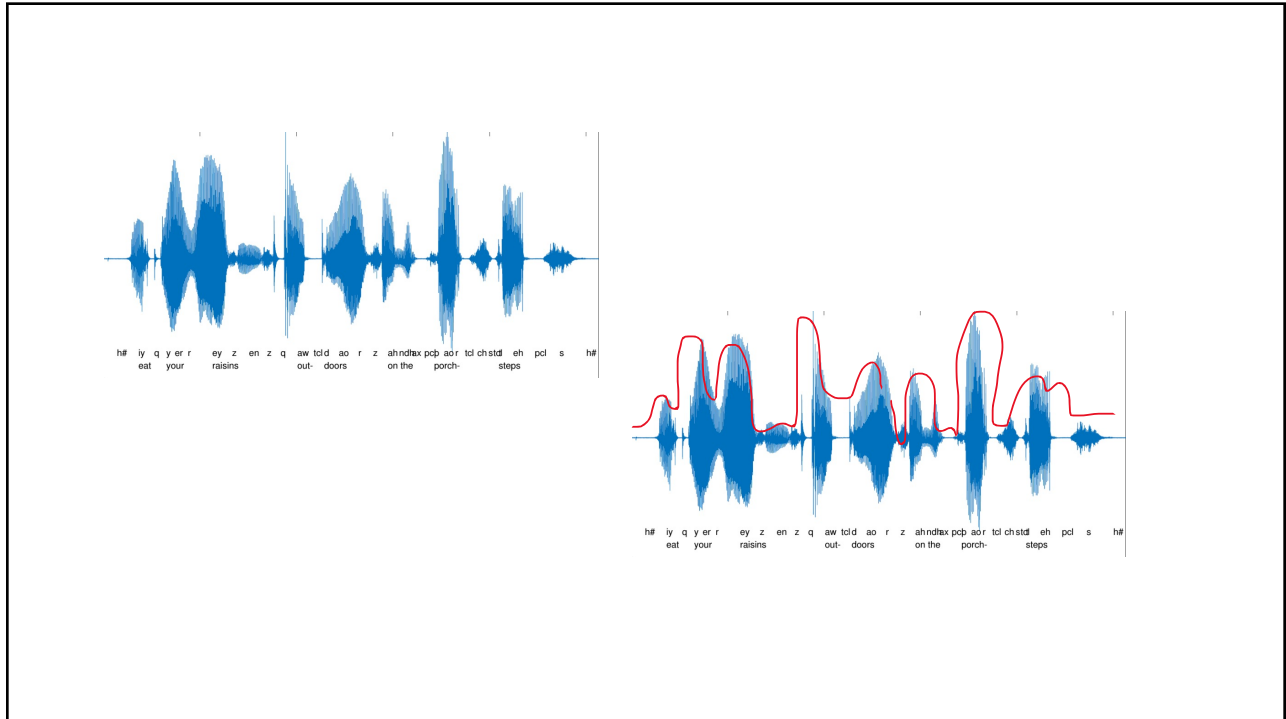 h# iy q y er r ey z en z q aw tcl d ao r z ah n dh ax pcl p ao r tcl ch s tcl t eh pcl s h#
eat your raisins out- doors on the porch- steps
h# iy q y er r ey z en z q aw tcl d ao r z ah n dh ax pcl p ao r tcl ch s tcl t eh pcl s h#
eat your raisins out- doors on the porch- steps